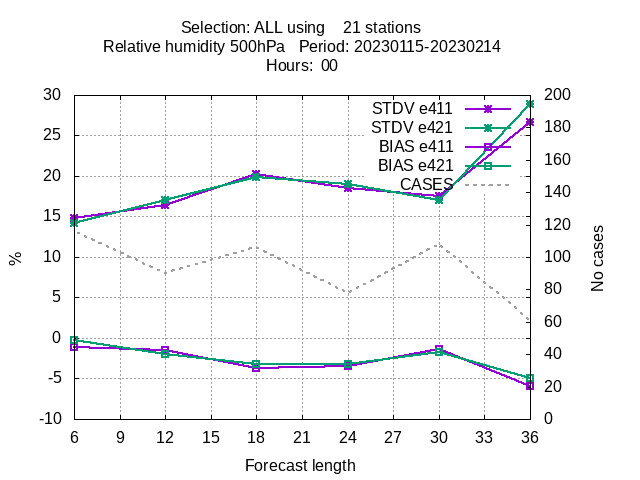 Selection: ALL using    21 stations
Relative humidity 500hPa   Period: 20230115-20230214
Hours:  00
30
25
20
15
10
5
0
-5
-10
%
200
180
160
140
120
100
80
60
40
20
0
No cases
STDV e411
STDV e421
BIAS e411
BIAS e421
CASES
6 9 12 15 18 21 24 27 30 33 36
Forecast length